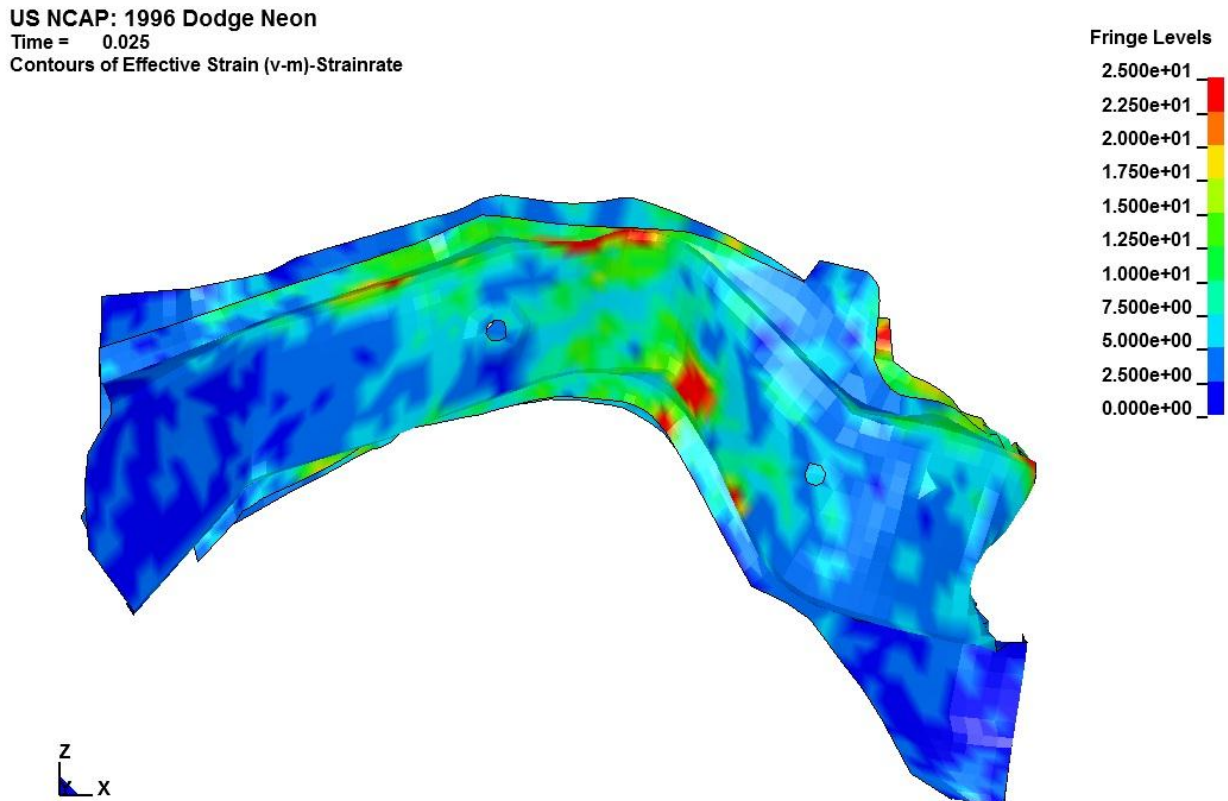 US NCAP: 1996 Dodge Neon
Time = 0.025
Contours of Effective Strain (v-m)-Strainrate
Fringe Levels
2.500e+01
2.250e+01
2.000e+01
1.750e+01
1.500e+01
1.250e+01
1.000e+01
7.500e+00
5.000e+00
2.500e+00
0.000e+00
Z
Y X